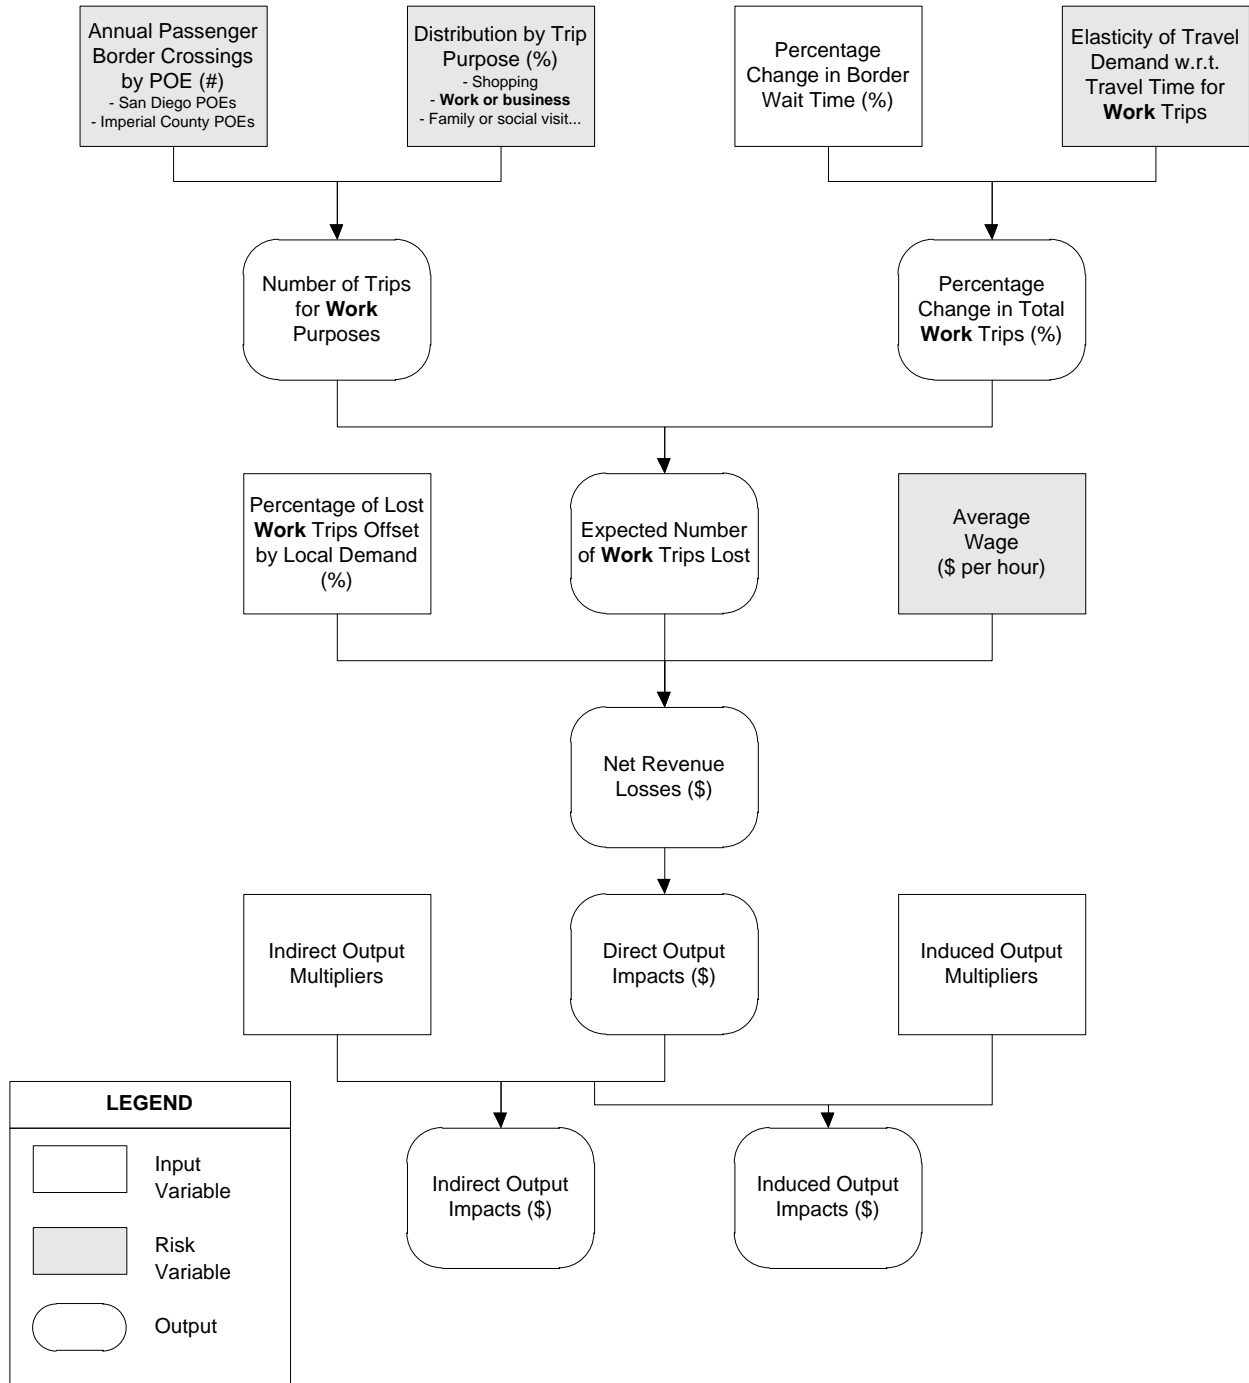 Annual Passenger
Border Crossings
by POE (#)
- San Diego POEs
- Imperial County POEs
Distribution by Trip
Purpose (%)
- Shopping
- Work or business
- Family or social visit...
Percentage
Change in Border
Wait Time (%)
Elasticity of Travel
Demand w.r.t.
Travel Time for
Work Trips
Number of Trips
for Work
Purposes
Percentage
Change in Total
Work Trips (%)
Percentage of Lost
Work Trips Offset
by Local Demand
(%)
Expected Number
of Work Trips Lost
Average
Wage
($ per hour)
Net Revenue
Losses ($)
Indirect Output
Multipliers
Direct Output
Impacts ($)
Induced Output
Multipliers
Indirect Output
Impacts ($)
Induced Output
Impacts ($)
LEGEND
Input
Variable
Risk
Variable
Output